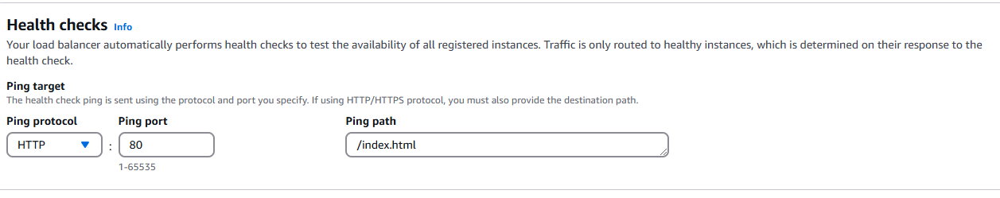 Health checks Info
Your load balancer automatically performs health checks to test the availability of all registered instances. Traffic is only routed to healthy instances, which is determined on their response to the
health check.
Ping target
The health check ping is sent using the protocol and port you specify. If using HTTP/HTTPS protocol, you must also provide the destination path.
Ping protocol Ping port Ping path
HTTP : 80 /index.html
1-65535